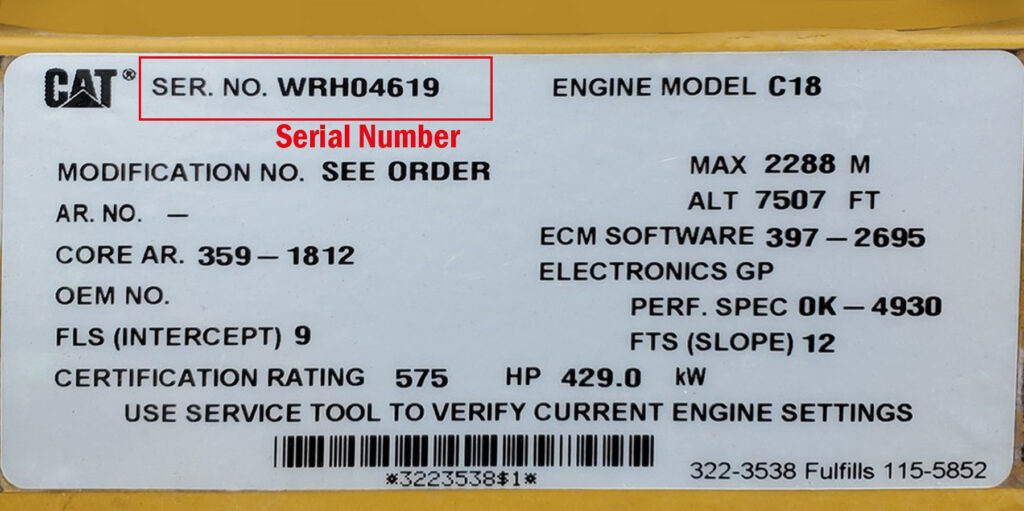 CAT® SER. NO. WRH04619 ENGINE MODEL C18
Serial Number
MODIFICATION NO. SEE ORDER MAX 2288 M
AR. NO. — ALT 7507 FT
CORE AR. 359–1812 ECM SOFTWARE 397–2695
ELECTRONICS GP
OEM NO. PERF. SPEC 0K–4930
FLS (INTERCEPT) 9 FTS (SLOPE) 12
CERTIFICATION RATING 575 HP 429.0 kW
USE SERVICE TOOL TO VERIFY CURRENT ENGINE SETTINGS
*3223538$1* 322-3538 Fulfills 115-5852